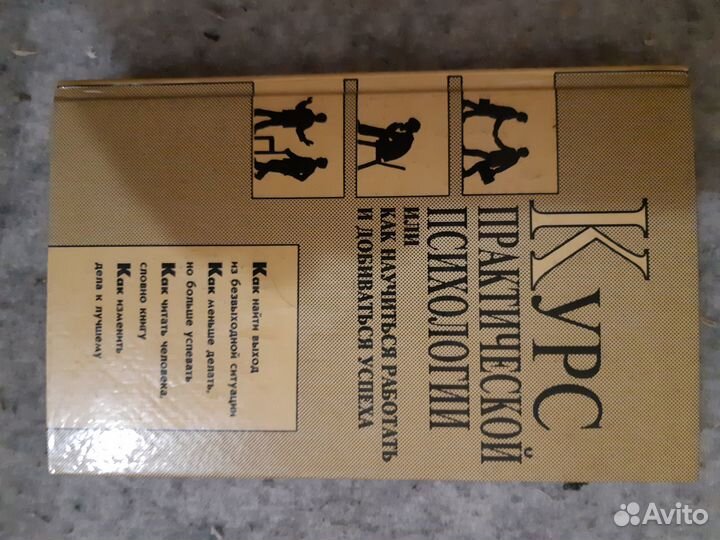 Курс
ПРАКТИЧЕСКОЙ
ПСИХОЛОГИИ
ИЛИ
КАК НАУЧИТЬСЯ РАБОТАТЬ
И ДОБИВАТЬСЯ УСПЕХА
Как найти выход
из безвыходной ситуации
Как меньше делать,
но больше успевать
Как читать человека,
словно книгу
Как изменить
дела к лучшему
Avito